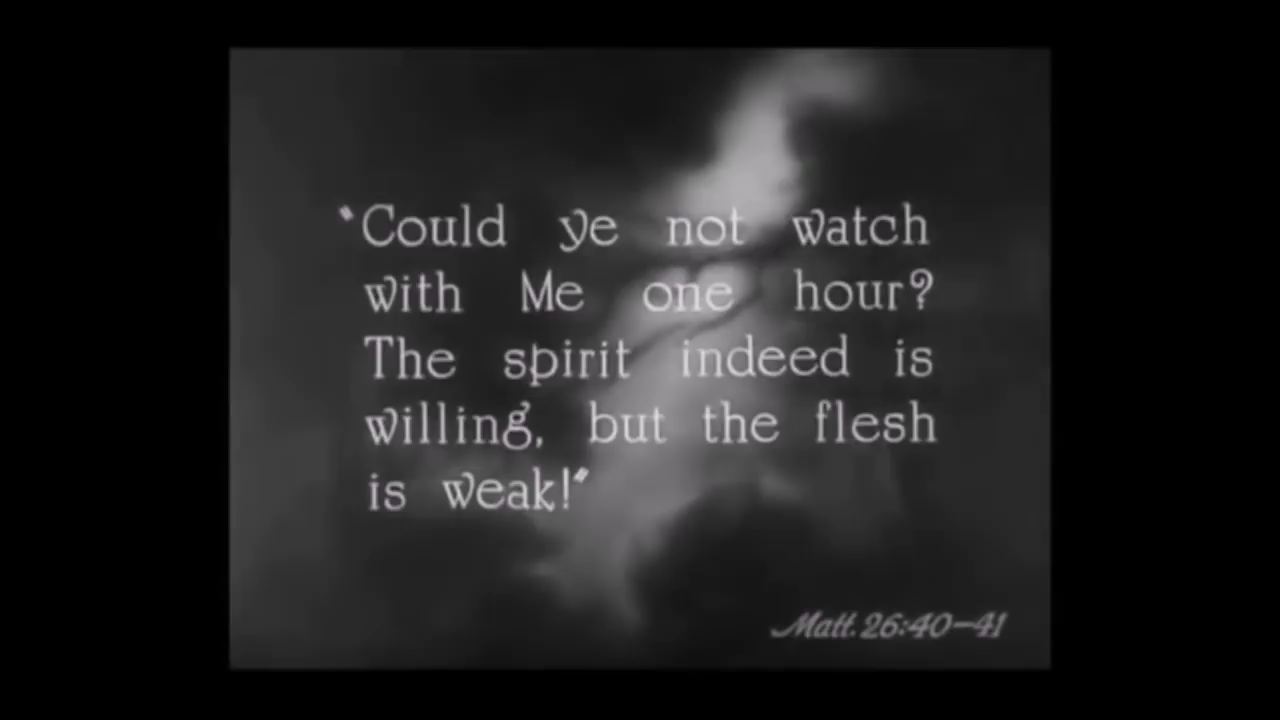 "Could ye not watch
with Me one hour?
The spirit indeed is
willing, but the flesh
is weak!"
Matt. 26:40-41